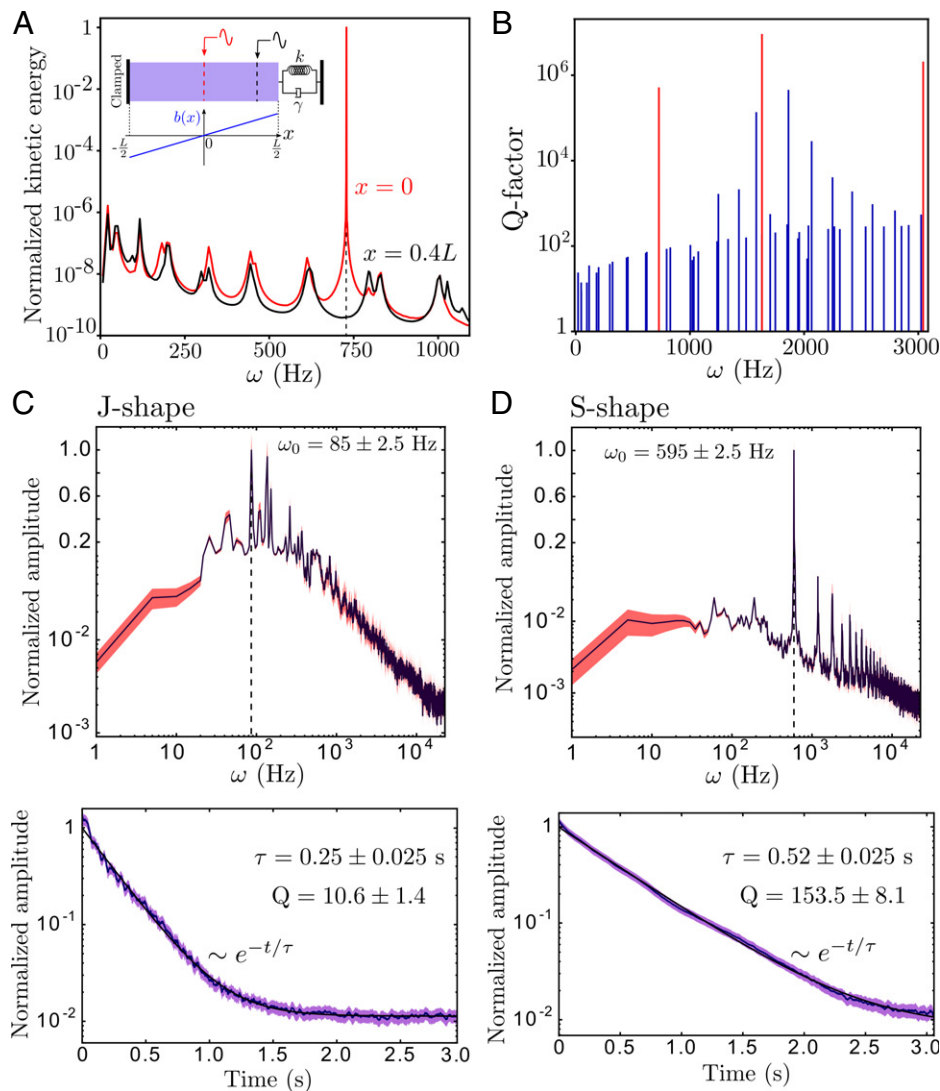 A
Normalized kinetic energy
1
10^-2
10^-4
10^-6
10^-8
10^-10
Clamped
k
γ
b(x)
x
-L/2
0
L/2
x = 0
x = 0.4L
0
250
500
750
1000
ω (Hz)
B
Q-factor
10^6
10^4
10^2
1
0
1000
2000
3000
ω (Hz)
C
J-shape
ω0 = 85 ± 2.5 Hz
Normalized amplitude
1.0
0.6
0.2
10^-2
10^-3
1
10
10^2
10^3
10^4
ω (Hz)
D
S-shape
ω0 = 595 ± 2.5 Hz
Normalized amplitude
1.0
0.6
0.2
10^-2
10^-3
1
10
10^2
10^3
10^4
ω (Hz)
Normalized amplitude
1
10^-1
10^-2
τ = 0.25 ± 0.025 s
Q = 10.6 ± 1.4
∼ e^-t/τ
0
0.5
1.0
1.5
2.0
2.5
3.0
Time (s)
Normalized amplitude
1
10^-1
10^-2
τ = 0.52 ± 0.025 s
Q = 153.5 ± 8.1
∼ e^-t/τ
0
0.5
1.0
1.5
2.0
2.5
3.0
Time (s)